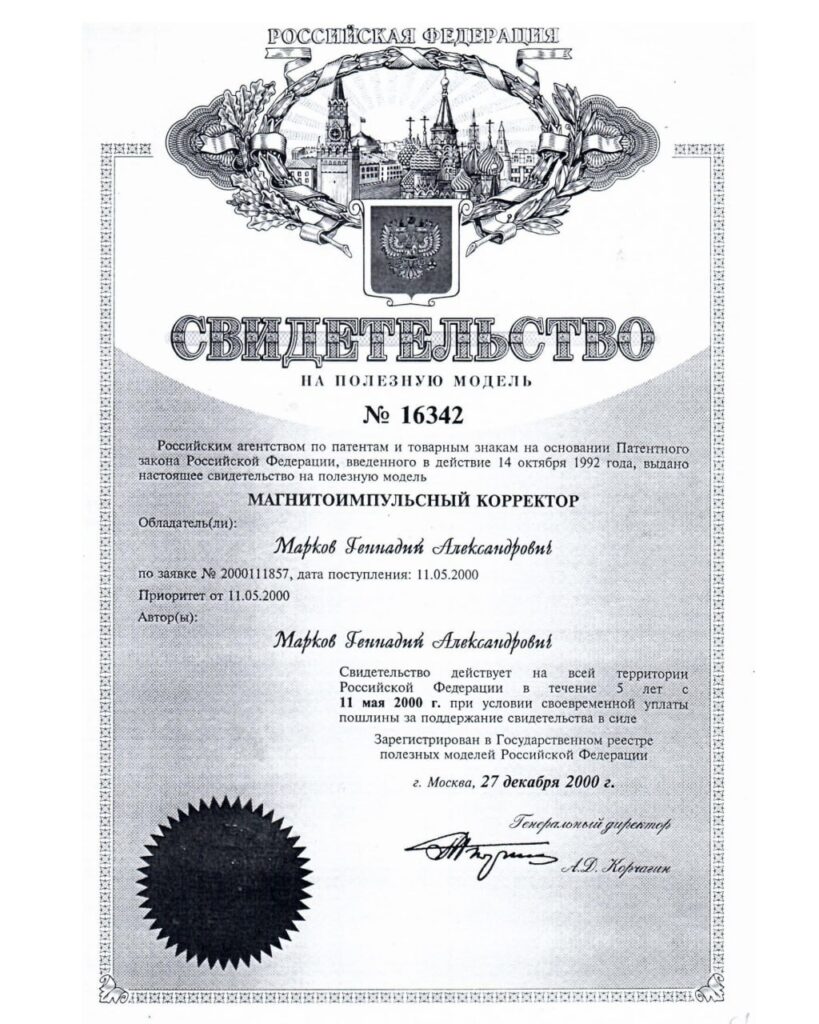 РОССИЙСКАЯ ФЕДЕРАЦИЯ
СВИДЕТЕЛЬСТВО
НА ПОЛЕЗНУЮ МОДЕЛЬ
№ 16342
Российским агентством по патентам и товарным знакам на основании Патентного
закона Российской Федерации, введенного в действие 14 октября 1992 года, выдано
настоящее свидетельство на полезную модель
МАГНИТОИМПУЛЬСНЫЙ КОРРЕКТОР
Обладатель(ли):
Марков Геннадий Александрович
по заявке № 2000111857, дата поступления: 11.05.2000
Приоритет от 11.05.2000
Автор(ы):
Марков Геннадий Александрович
Свидетельство действует на всей территории
Российской Федерации в течение 5 лет с
11 мая 2000 г. при условии своевременной уплаты
пошлины за поддержание свидетельства в силе
Зарегистрирован в Государственном реестре
полезных моделей Российской Федерации
г. Москва, 27 декабря 2000 г.
Генеральный директор
А.Д. Корчагин